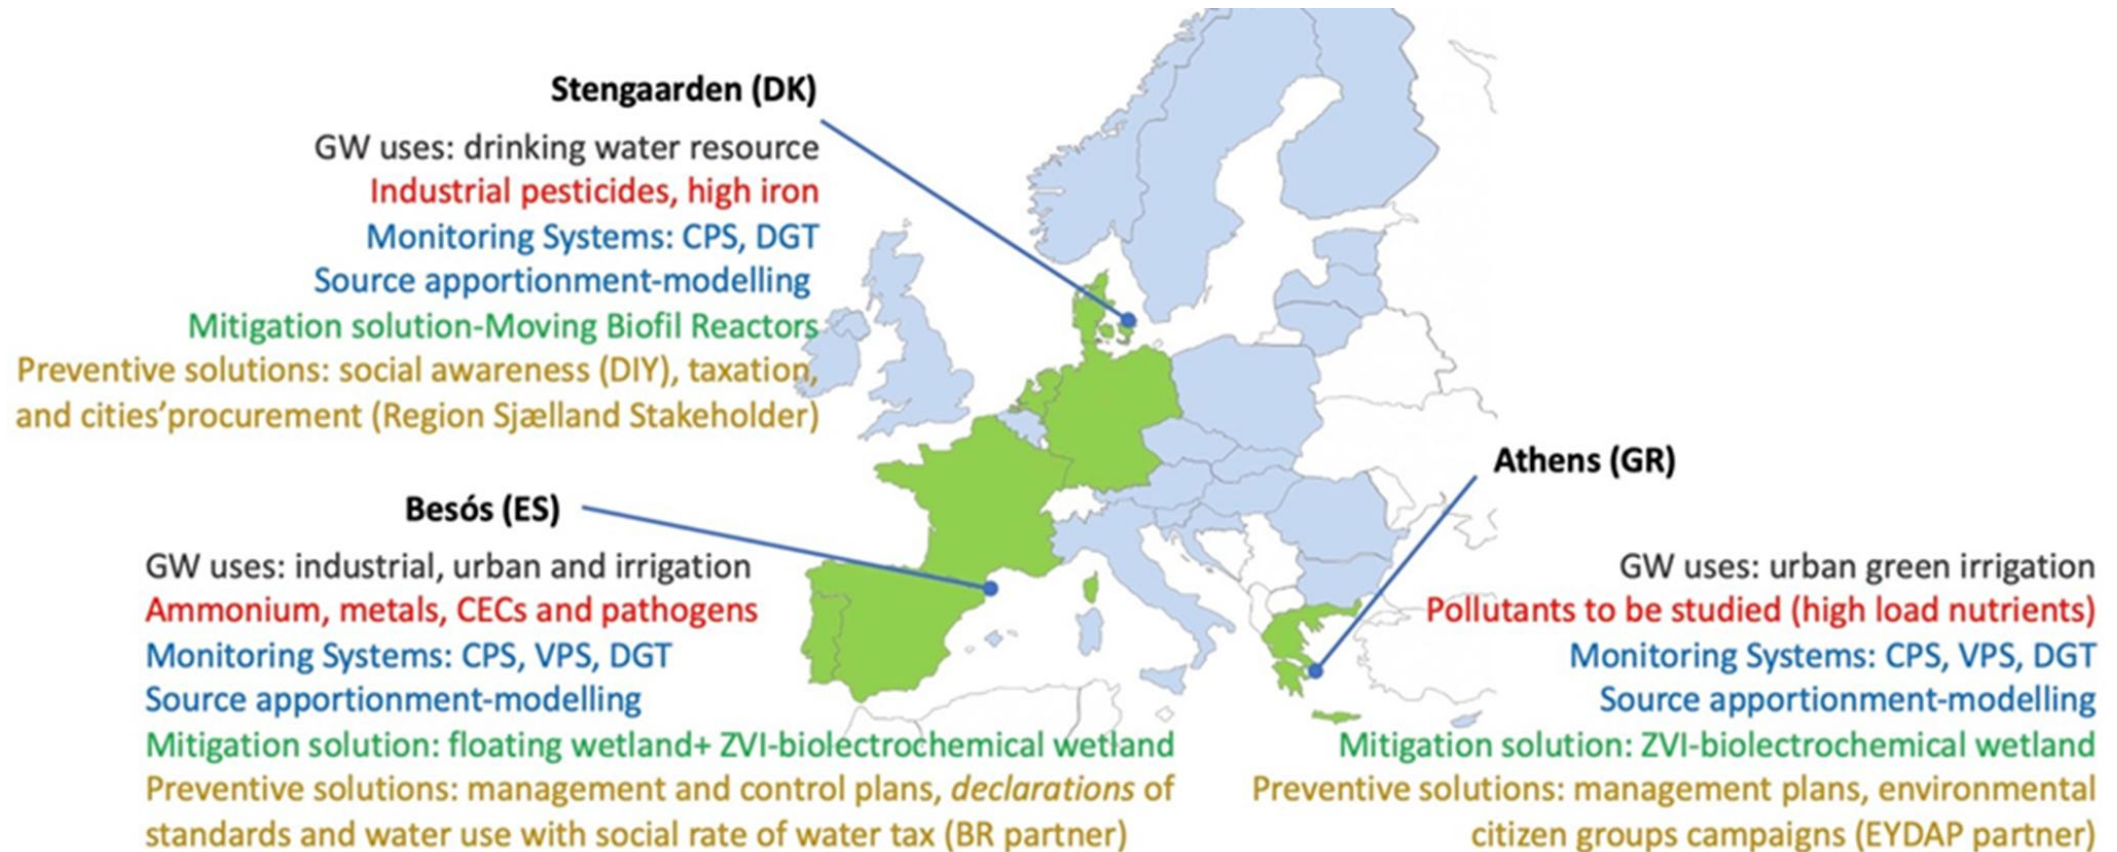 Stengaarden (DK)
GW uses: drinking water resource
Industrial pesticides, high iron
Monitoring Systems: CPS, DGT
Source apportionment-modelling
Mitigation solution-Moving Biofil Reactors
Preventive solutions: social awareness (DIY), taxation,
and cities'procurement (Region Sjælland Stakeholder)
Besós (ES)
GW uses: industrial, urban and irrigation
Ammonium, metals, CECs and pathogens
Monitoring Systems: CPS, VPS, DGT
Source apportionment-modelling
Mitigation solution: floating wetland+ ZVI-biolectrochemical wetland
Preventive solutions: management and control plans, declarations of
standards and water use with social rate of water tax (BR partner)
Athens (GR)
GW uses: urban green irrigation
Pollutants to be studied (high load nutrients)
Monitoring Systems: CPS, VPS, DGT
Source apportionment-modelling
Mitigation solution: ZVI-biolectrochemical wetland
Preventive solutions: management plans, environmental
citizen groups campaigns (EYDAP partner)